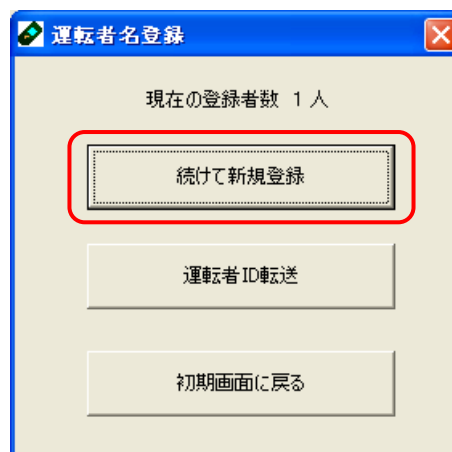 運転者名登録
現在の登録者数 1人
続けて新規登録
運転者ID転送
初期画面に戻る